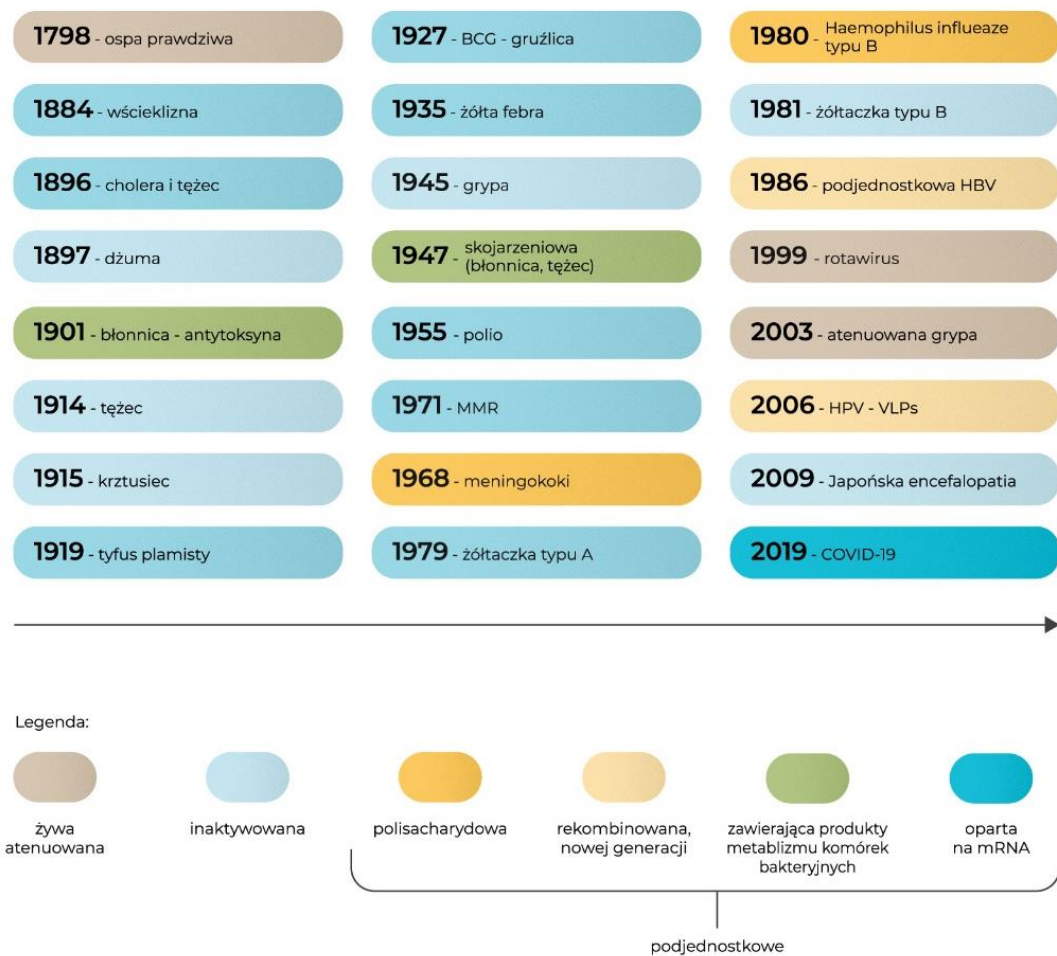 1798 - ospa prawdziwa
1884 - wścieklizna
1896 - cholera i tężec
1897 - dżuma
1901 - błonnica - antytoksyna
1914 - tężec
1915 - krztusiec
1919 - tyfus plamisty
1927 - BCG - gruźlica
1935 - żółta febra
1945 - grypa
1947 - skojarzeniowa
(błonnica, tężec)
1955 - polio
1971 - MMR
1968 - meningokoki
1979 - żółtaczka typu A
1980 - Haemophilus influeaze
typu B
1981 - żółtaczka typu B
1986 - podjednostkowa HBV
1999 - rotawirus
2003 - atenuowana grypa
2006 - HPV - VLPs
2009 - Japońska encefalopatia
2019 - COVID-19
Legenda:
żywa
atenuowana
inaktywowana
polisacharydowa
rekombinowana,
nowej generacji
zawierająca produkty
metablizmu komórek
bakteryjnych
oparta
na mRNA
podjednostkowe